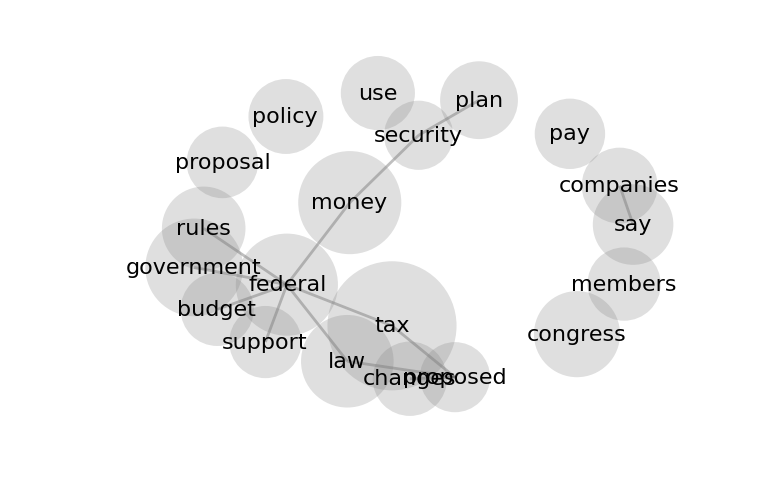 use
plan
policy
security
pay
proposal
companies
money
say
rules
government
federal
members
budget
tax
congress
support
law
changes
proposed